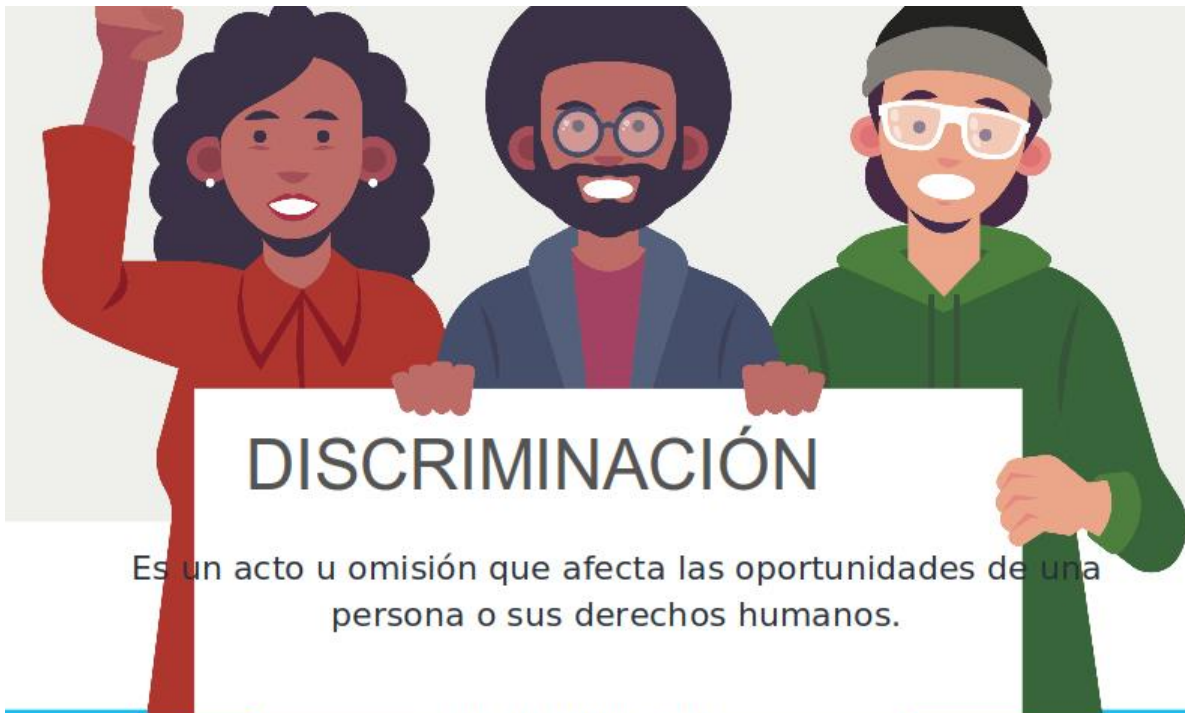 DISCRIMINACIÓN
Es un acto u omisión que afecta las oportunidades de una
persona o sus derechos humanos.